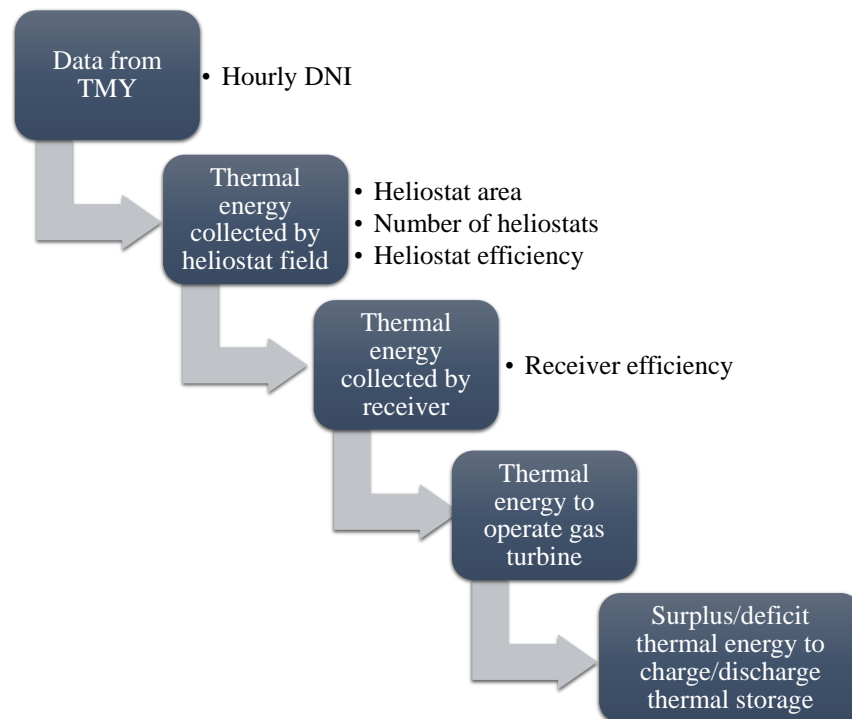 Data from
TMY
• Hourly DNI
Thermal
energy
collected by
heliostat field
• Heliostat area
• Number of heliostats
• Heliostat efficiency
Thermal
energy
collected by
receiver
• Receiver efficiency
Thermal
energy to
operate gas
turbine
Surplus/deficit
thermal energy to
charge/discharge
thermal storage